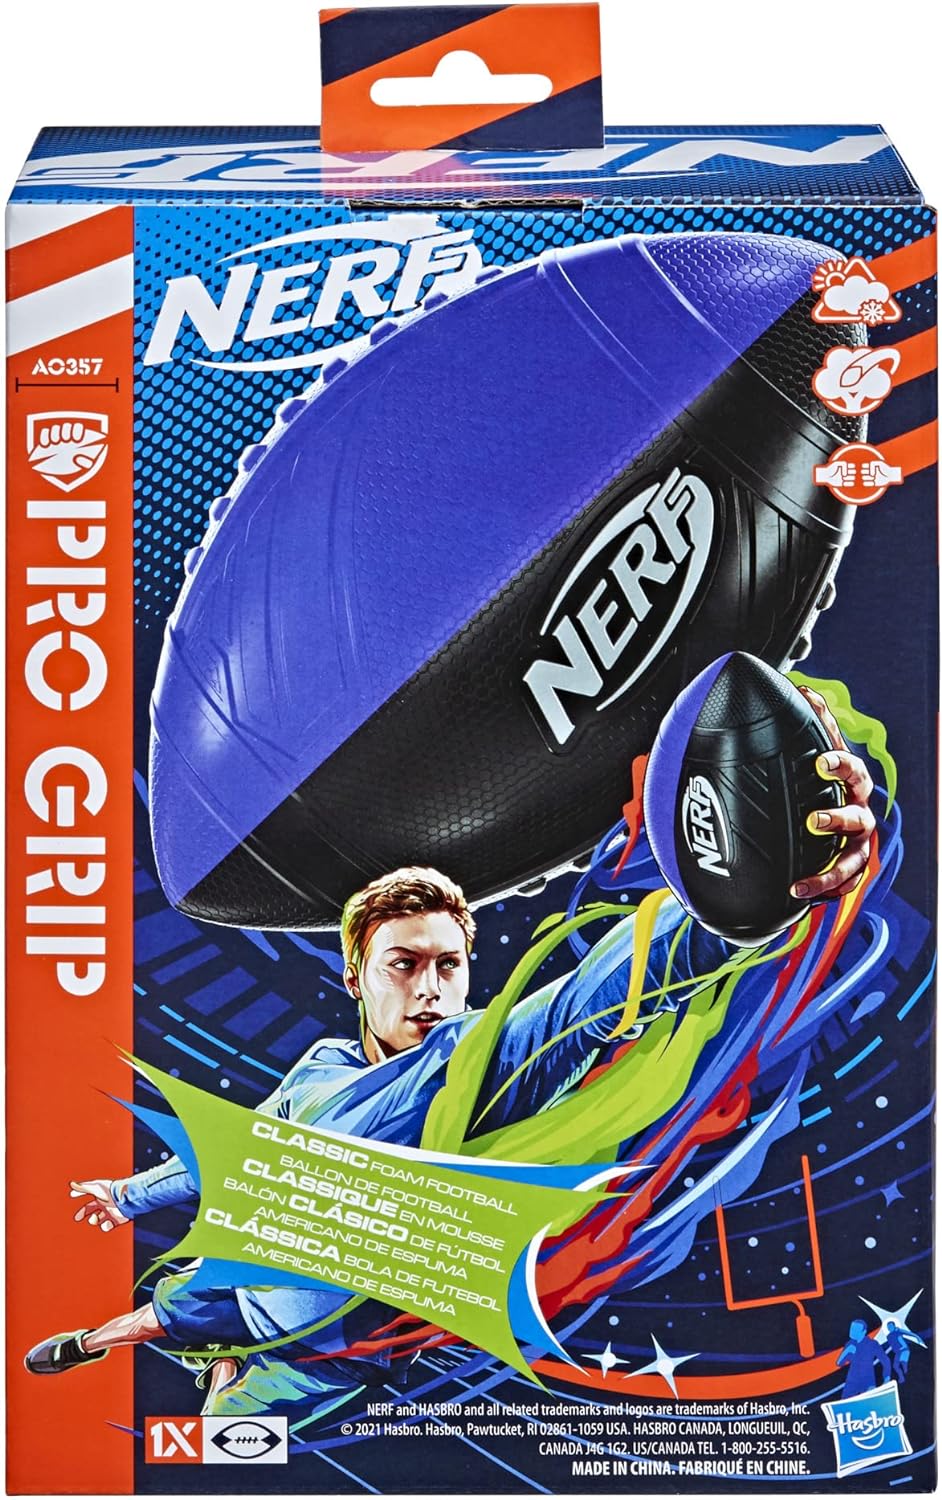 NERF
NERF
A0357
PRO GRIP
NERF
NERF
CLASSIC FOAM FOOTBALL
BALLON DE FOOTBALL
CLASSIQUE EN MOUSSE
BALÓN CLÁSICO DE FÚTBOL
AMERICANO DE ESPUMA
CLÁSSICA BOLA DE FUTEBOL
AMERICANO DE ESPUMA
1X
NERF and HASBRO and all related trademarks and logos are trademarks of Hasbro, Inc.
© 2021 Hasbro. Hasbro, Pawtucket, RI 02861-1059 USA. HASBRO CANADA, LONGUEUIL, QC,
CANADA J4G 1G2. US/CANADA TEL. 1-800-255-5516.
MADE IN CHINA. FABRIQUÉ EN CHINE.
Hasbro